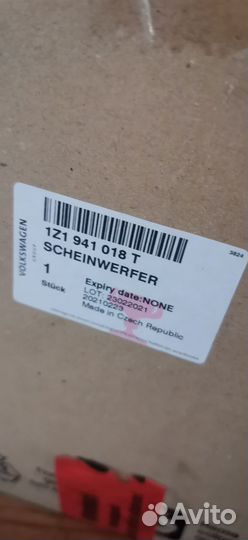 VOLKSWAGEN
GROUP
3824
1Z1 941 018 T
SCHEINWERFER
1
Stück
Expiry date:NONE
LOT: 23022021
20210223
Made in Czech Republic
Avito